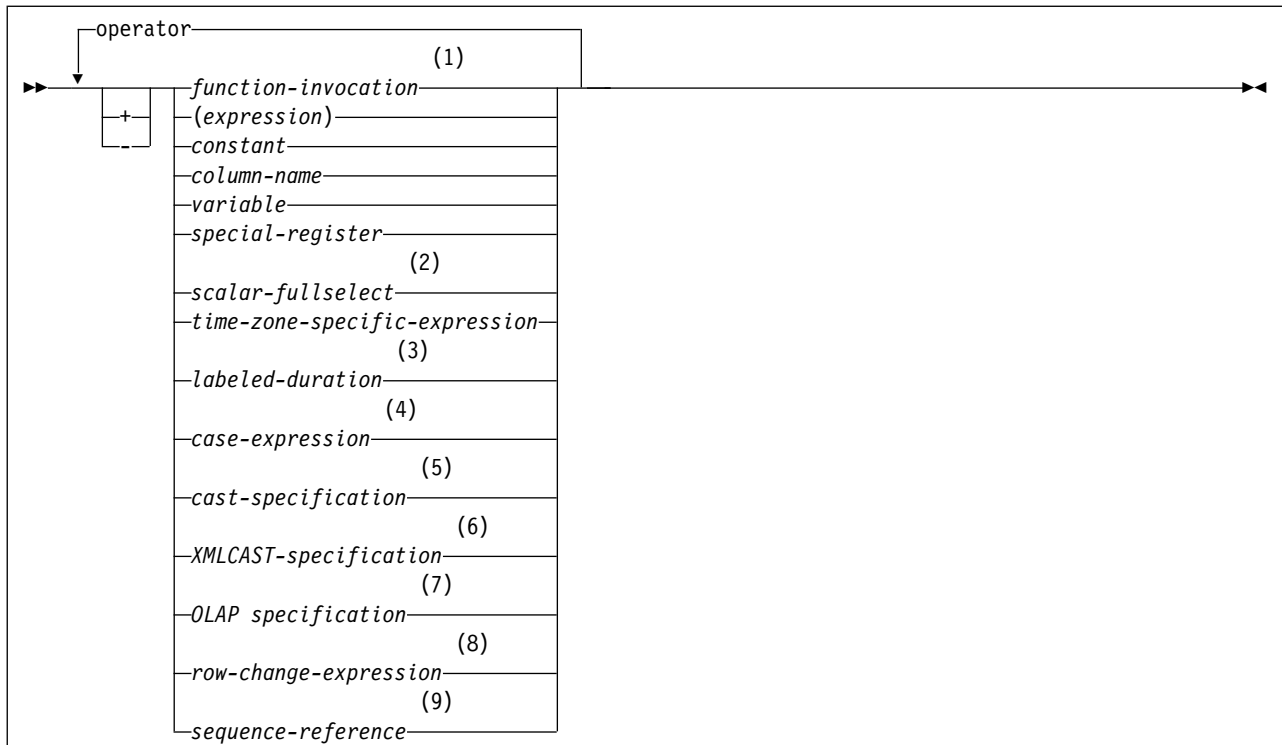 operator
(1)
function-invocation
+
(expression)
-
constant
column-name
variable
special-register
(2)
scalar-fullselect
time-zone-specific-expression
(3)
labeled-duration
(4)
case-expression
(5)
cast-specification
(6)
XMLCAST-specification
(7)
OLAP specification
(8)
row-change-expression
(9)
sequence-reference